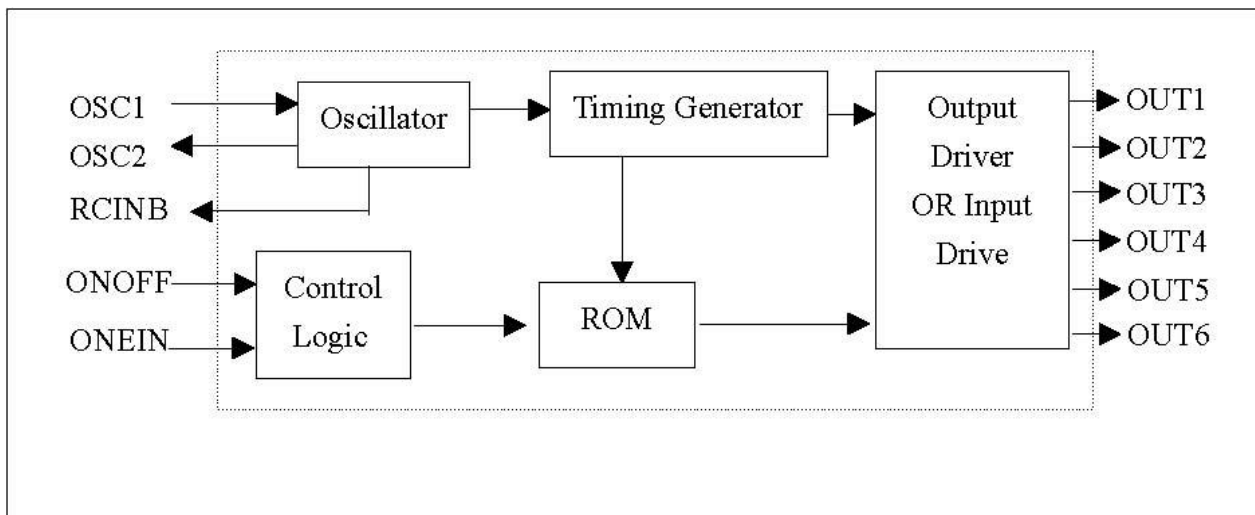 OSC1
OSC2
RCINB
ONOFF
ONEIN
Oscillator
Control
Logic
Timing Generator
ROM
Output
Driver
OR Input
Drive
OUT1
OUT2
OUT3
OUT4
OUT5
OUT6